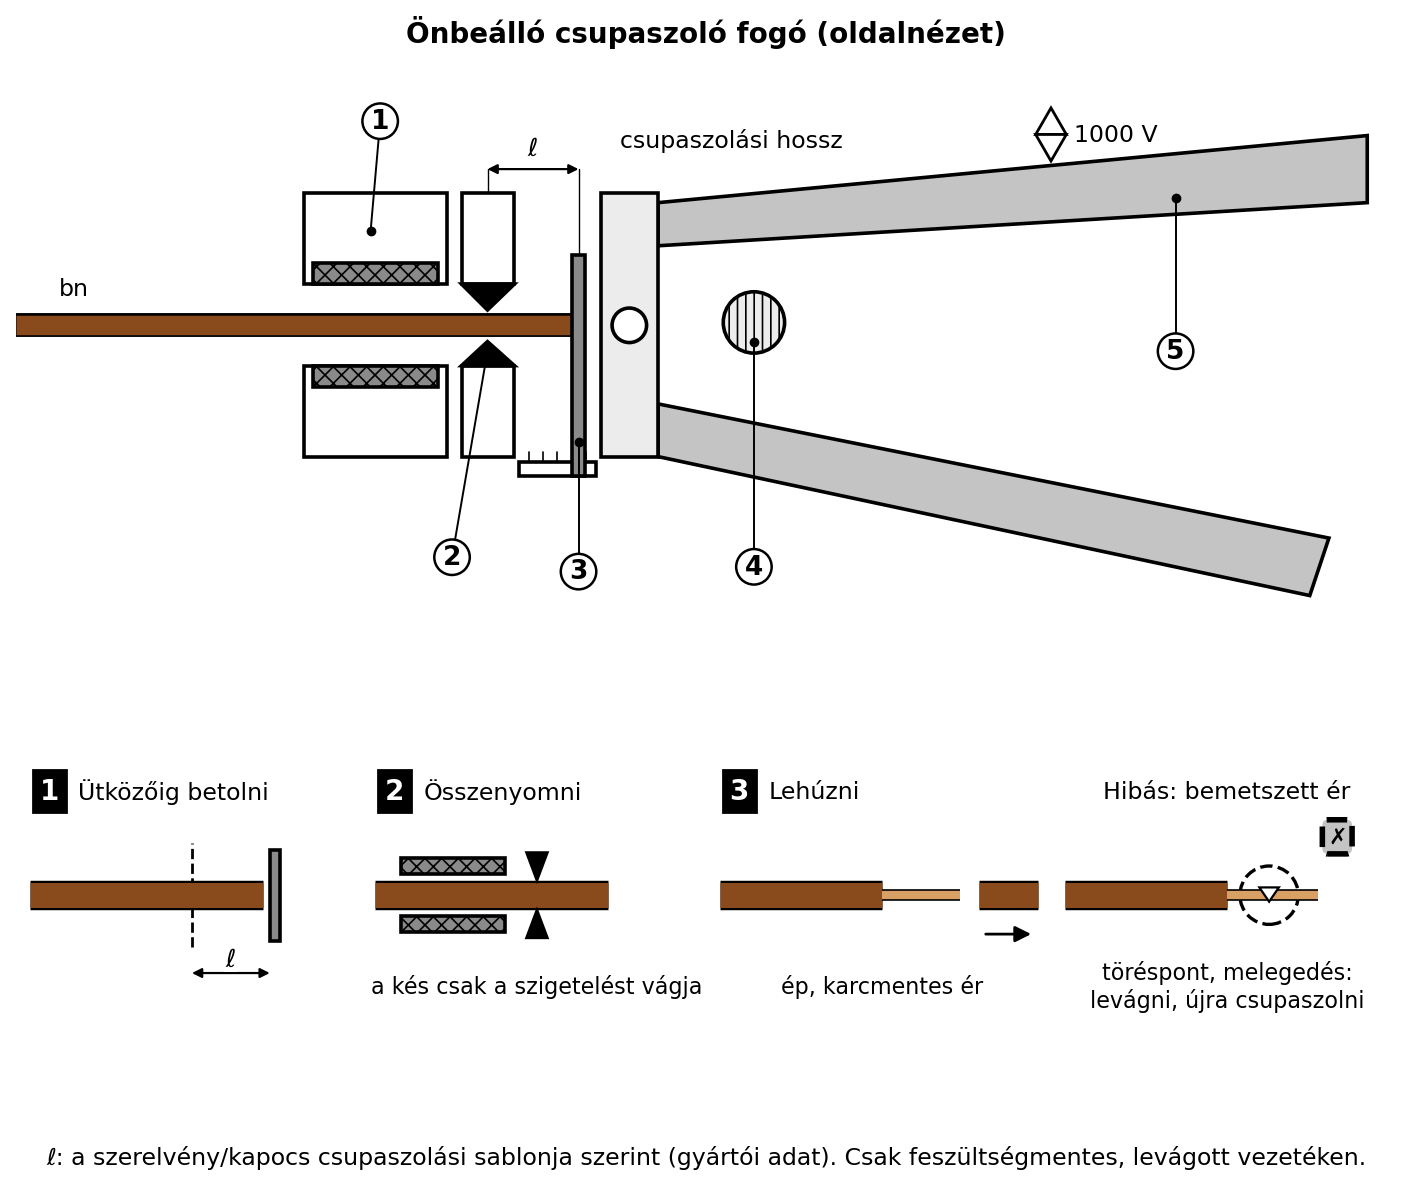 Önbeálló csupaszoló fogó (oldalnézet)
1
ℓ
csupaszolási hossz
1000 V
bn
5
2
3
4
1 Ütközőig betolni
2 Összenyomni
3 Lehúzni
Hibás: bemetszett ér
✗
ℓ
a kés csak a szigetelést vágja
ép, karcmentes ér
töréspont, melegedés:
levágni, újra csupaszolni
ℓ: a szerelvény/kapocs csupaszolási sablonja szerint (gyártói adat). Csak feszültségmentes, levágott vezetéken.